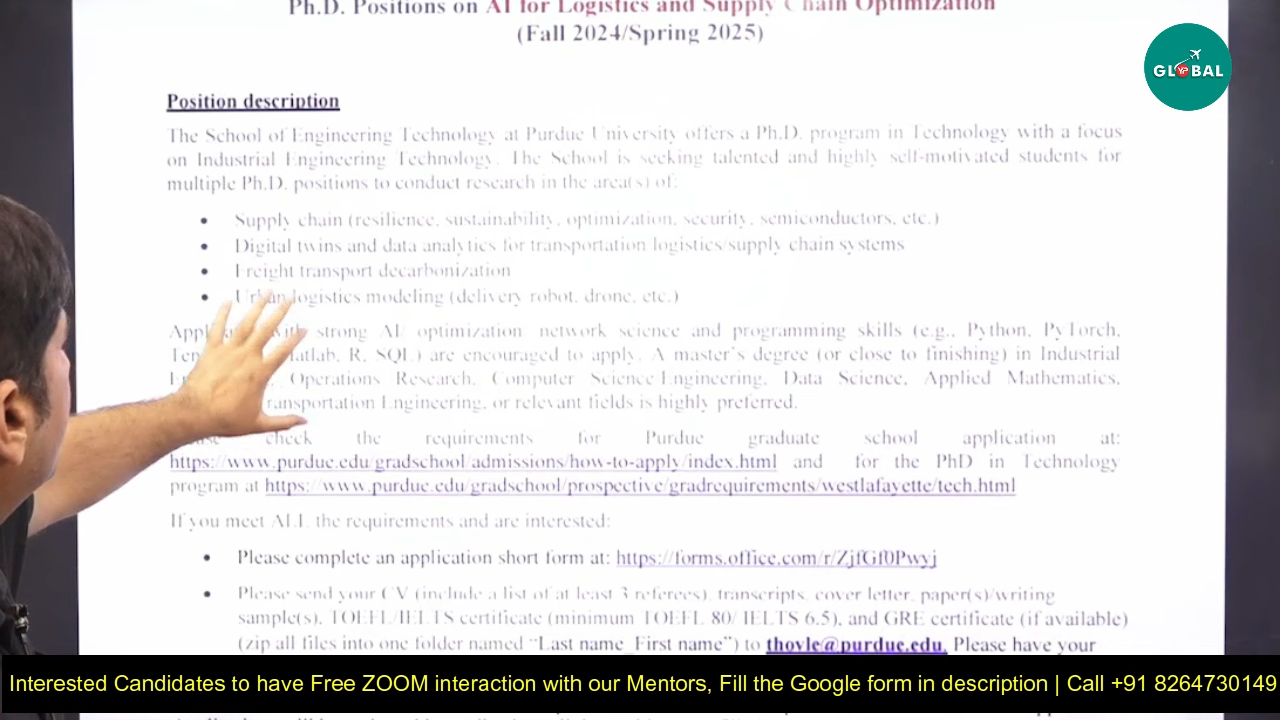 Ph.D. Positions on AI for Logistics and Supply Chain Optimization
(Fall 2024/Spring 2025)
GLOBAL
YP
Position description
The School of Engineering Technology at Purdue University offers a Ph.D. program in Technology with a focus
on Industrial Engineering Technology. The School is seeking talented and highly self-motivated students for
multiple Ph.D. positions to conduct research in the area(s) of:
• Supply chain (resilience, sustainability, optimization, security, semiconductors, etc.)
• Digital twins and data analytics for transportation logistics/supply chain systems
• Freight transport decarbonization
• Urban logistics modeling (delivery robot, drone, etc.)
with strong AI, optimization, network science and programming skills (e.g., Python, PyTorch,
Matlab, R, SQL) are encouraged to apply. A master's degree (or close to finishing) in Industrial
Operations Research, Computer Science/Engineering, Data Science, Applied Mathematics,
Transportation Engineering, or relevant fields is highly preferred.
check the requirements for Purdue graduate school application at:
https://www.purdue.edu/gradschool/admissions/how-to-apply/index.html and for the PhD in Technology
program at https://www.purdue.edu/gradschool/prospective/gradrequirements/westlafayette/tech.html
If you meet ALL the requirements and are interested:
• Please complete an application short form at: https://forms.office.com/r/ZjfGf0Pwyj
• Please send your CV (include a list of at least 3 referees), transcripts, cover letter, paper(s)/writing
sample(s), TOEFL/IELTS certificate (minimum TOEFL 80/ IELTS 6.5), and GRE certificate (if available)
(zip all files into one folder named “Last name_First name”) to thoyle@purdue.edu. Please have your
Interested Candidates to have Free ZOOM interaction with our Mentors, Fill the Google form in description | Call +91 8264730149